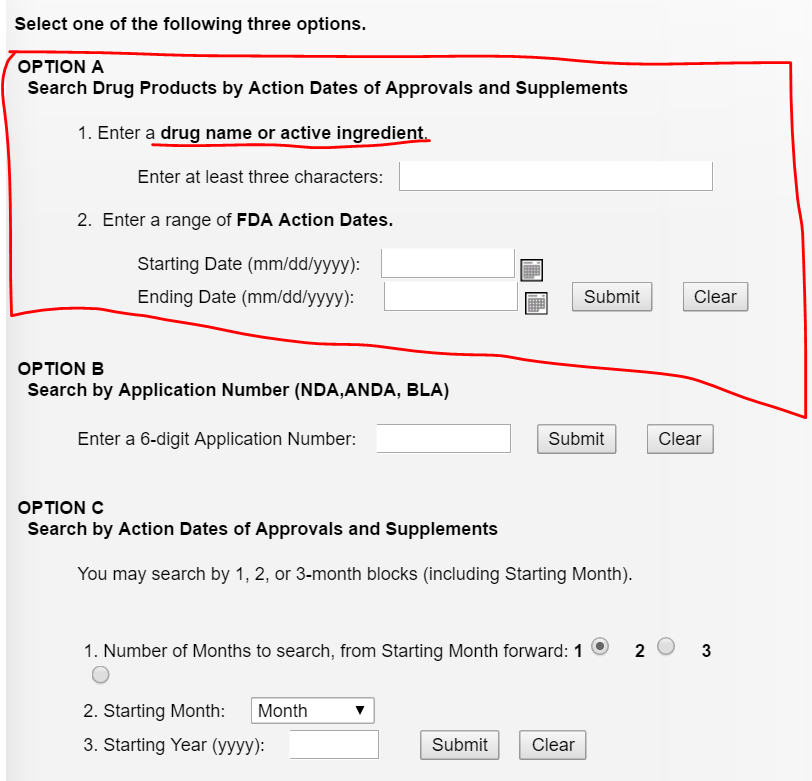 Select one of the following three options.
OPTION A
Search Drug Products by Action Dates of Approvals and Supplements
1. Enter a drug name or active ingredient.
Enter at least three characters:
2. Enter a range of FDA Action Dates.
Starting Date (mm/dd/yyyy):
Ending Date (mm/dd/yyyy): Submit Clear
OPTION B
Search by Application Number (NDA,ANDA, BLA)
Enter a 6-digit Application Number: Submit Clear
OPTION C
Search by Action Dates of Approvals and Supplements
You may search by 1, 2, or 3-month blocks (including Starting Month).
1. Number of Months to search, from Starting Month forward: 1 2 3
2. Starting Month: Month
3. Starting Year (yyyy): Submit Clear